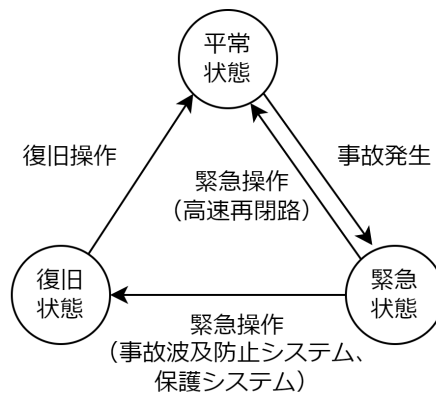 平常
状態
復旧操作
緊急操作
（高速再閉路）
事故発生
復旧
状態
緊急
状態
緊急操作
（事故波及防止システム、
保護システム）